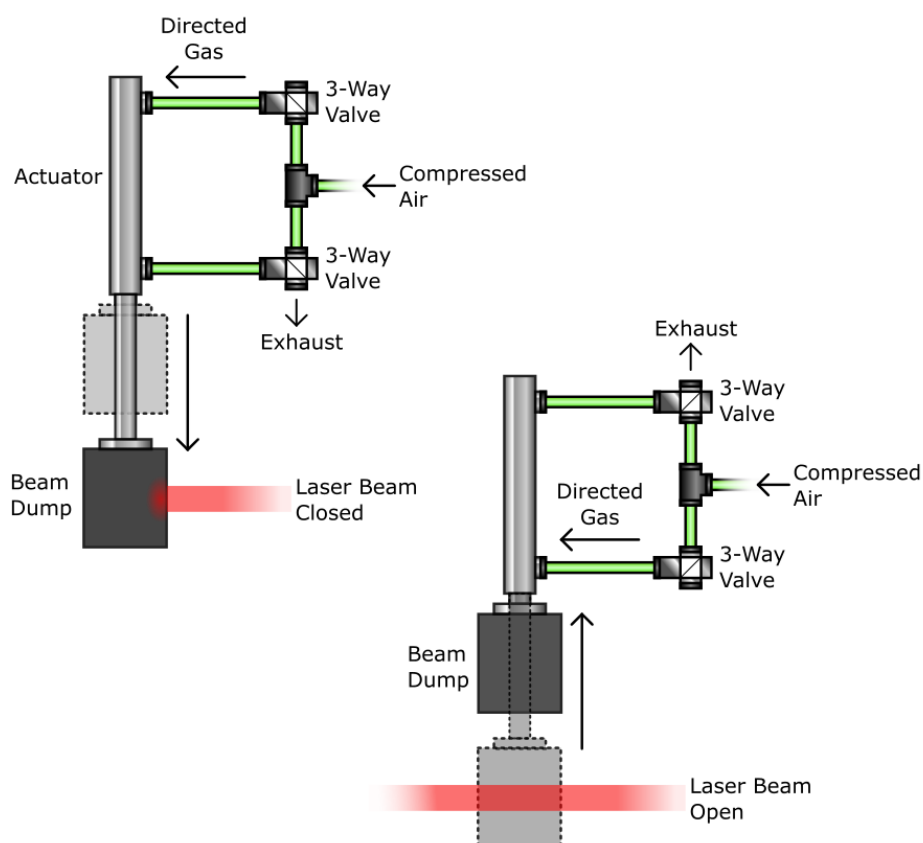 Directed
Gas
3-Way
Valve
Actuator
Compressed
Air
3-Way
Valve
Exhaust
Beam
Dump
Laser Beam
Closed
Exhaust
3-Way
Valve
Directed
Gas
Compressed
Air
3-Way
Valve
Beam
Dump
Laser Beam
Open